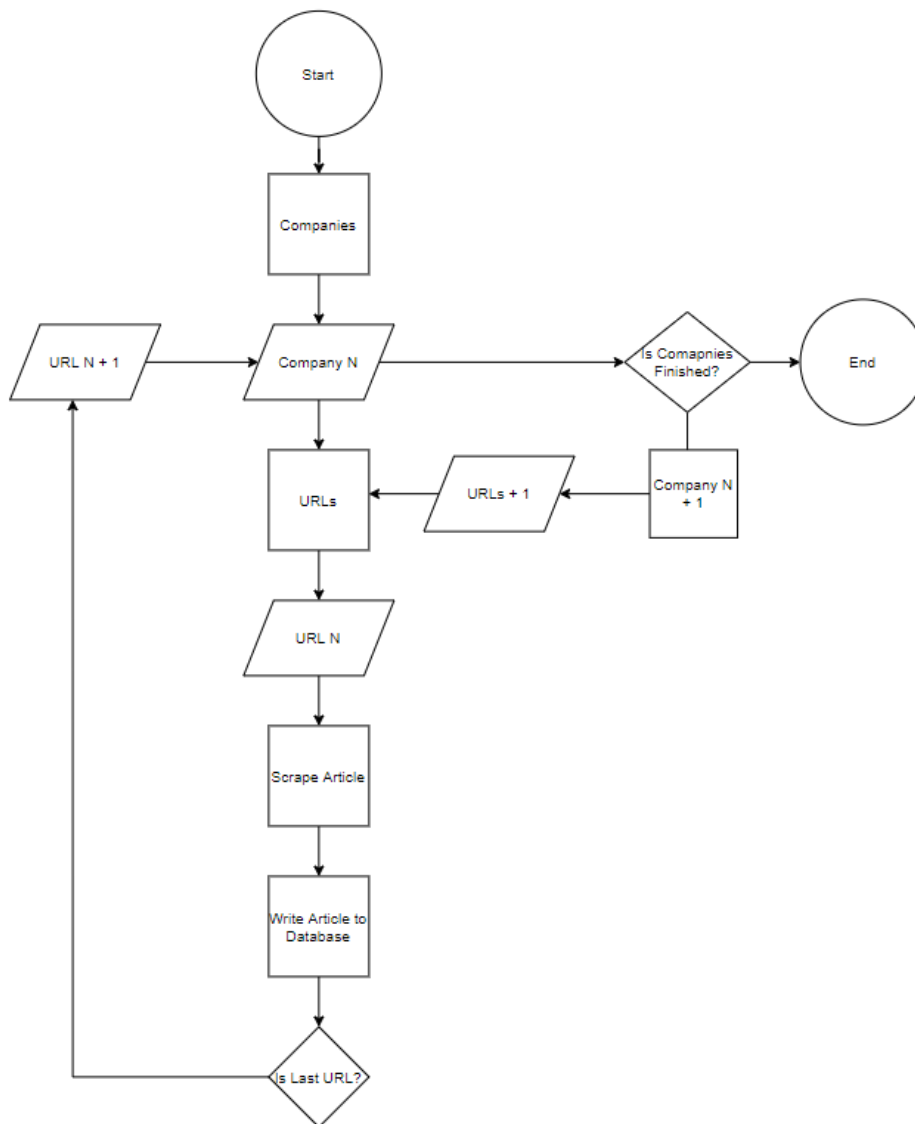 Start
Companies
URL N + 1
Company N
Is Comapnies
Finished?
End
URLs
URLs + 1
Company N
+ 1
URL N
Scrape Article
Write Article to
Database
Is Last URL?